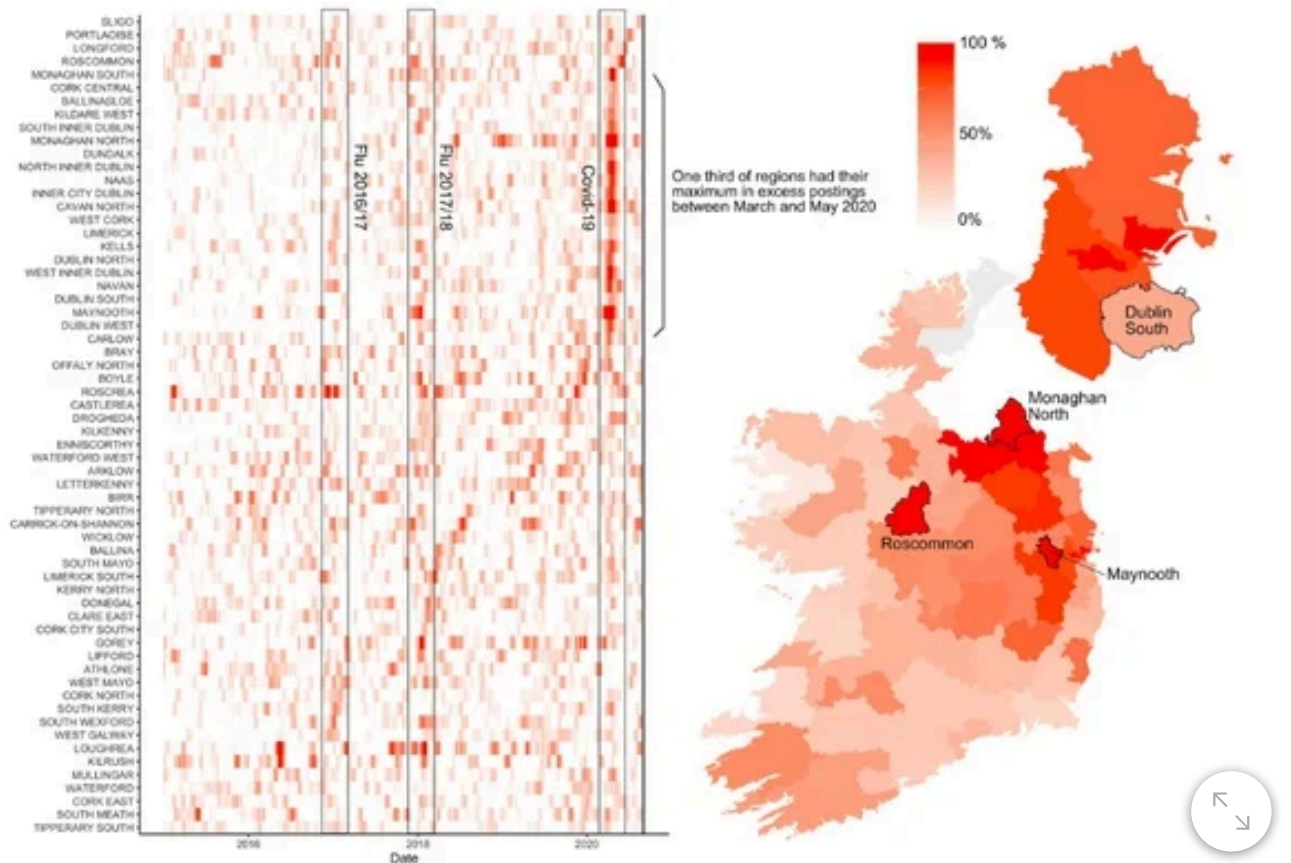 SLIGO
PORTLAOISE
LONGFORD
ROSCOMMON
MONAGHAN SOUTH
CORK CENTRAL
BALLINASLOE
KILDARE WEST
SOUTH INNER DUBLIN
MONAGHAN NORTH
DUNDALK
NORTH INNER DUBLIN
NAAS
INNER CITY DUBLIN
CAVAN NORTH
WEST CORK
LIMERICK
KELLS
DUBLIN NORTH
WEST INNER DUBLIN
NAVAN
DUBLIN SOUTH
MAYNOOTH
DUBLIN WEST
CARLOW
BRAY
OFFALY NORTH
BOYLE
ROSCREA
CASTLEREA
DROGHEDA
KILKENNY
ENNISCORTHY
WATERFORD WEST
ARKLOW
LETTERKENNY
BIRR
TIPPERARY NORTH
CARRICK-ON-SHANNON
WICKLOW
BALLINA
SOUTH MAYO
LIMERICK SOUTH
KERRY NORTH
DONEGAL
CLARE EAST
CORK CITY SOUTH
GOREY
LIFFORD
ATHLONE
WEST MAYO
CORK NORTH
SOUTH KERRY
SOUTH WEXFORD
WEST GALWAY
LOUGHREA
KILRUSH
MULLINGAR
WATERFORD
CORK EAST
SOUTH MEATH
TIPPERARY SOUTH
Flu 2016/17
Flu 2017/18
Covid-19
2016
2018
2020
Date
One third of regions had their
maximum in excess postings
between March and May 2020
100 %
50%
0%
Dublin
South
Monaghan
North
Roscommon
Maynooth